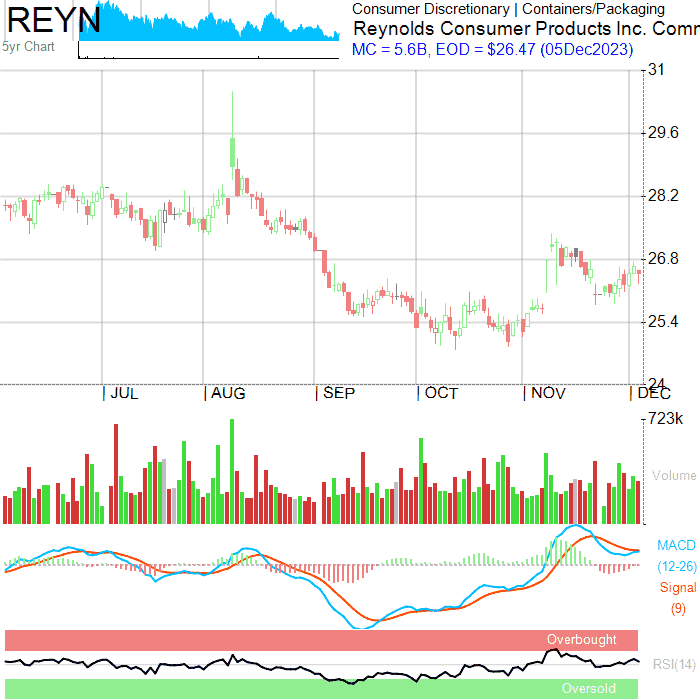 REYN
Consumer Discretionary | Containers/Packaging
Reynolds Consumer Products Inc. Comm
5yr Chart
MC = 5.6B, EOD = $26.47 (05Dec2023)
31
29.6
28.2
26.8
25.4
24
| JUL | AUG | SEP | OCT | NOV | DEC
723k
Volume
MACD
(12-26)
Signal
(9)
Overbought
RSI(14)
Oversold